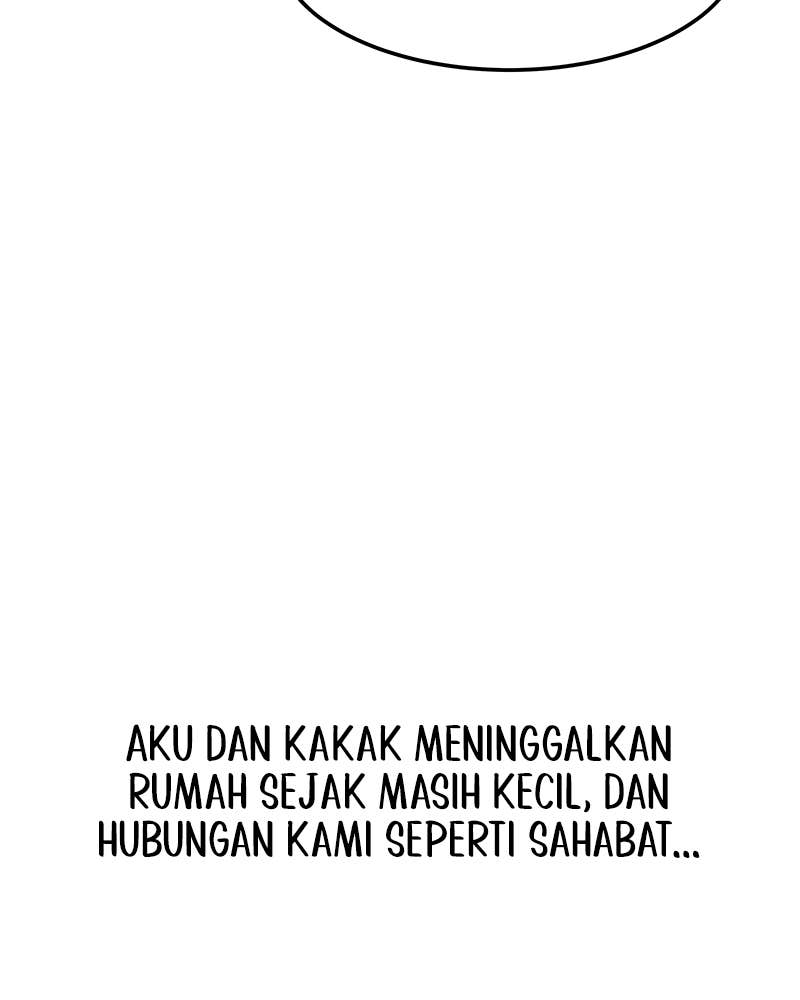 AKU DAN KAKAK MENINGGALKAN
RUMAH SEJAK MASIH KECIL, DAN
HUBUNGAN KAMI SEPERTI SAHABAT...